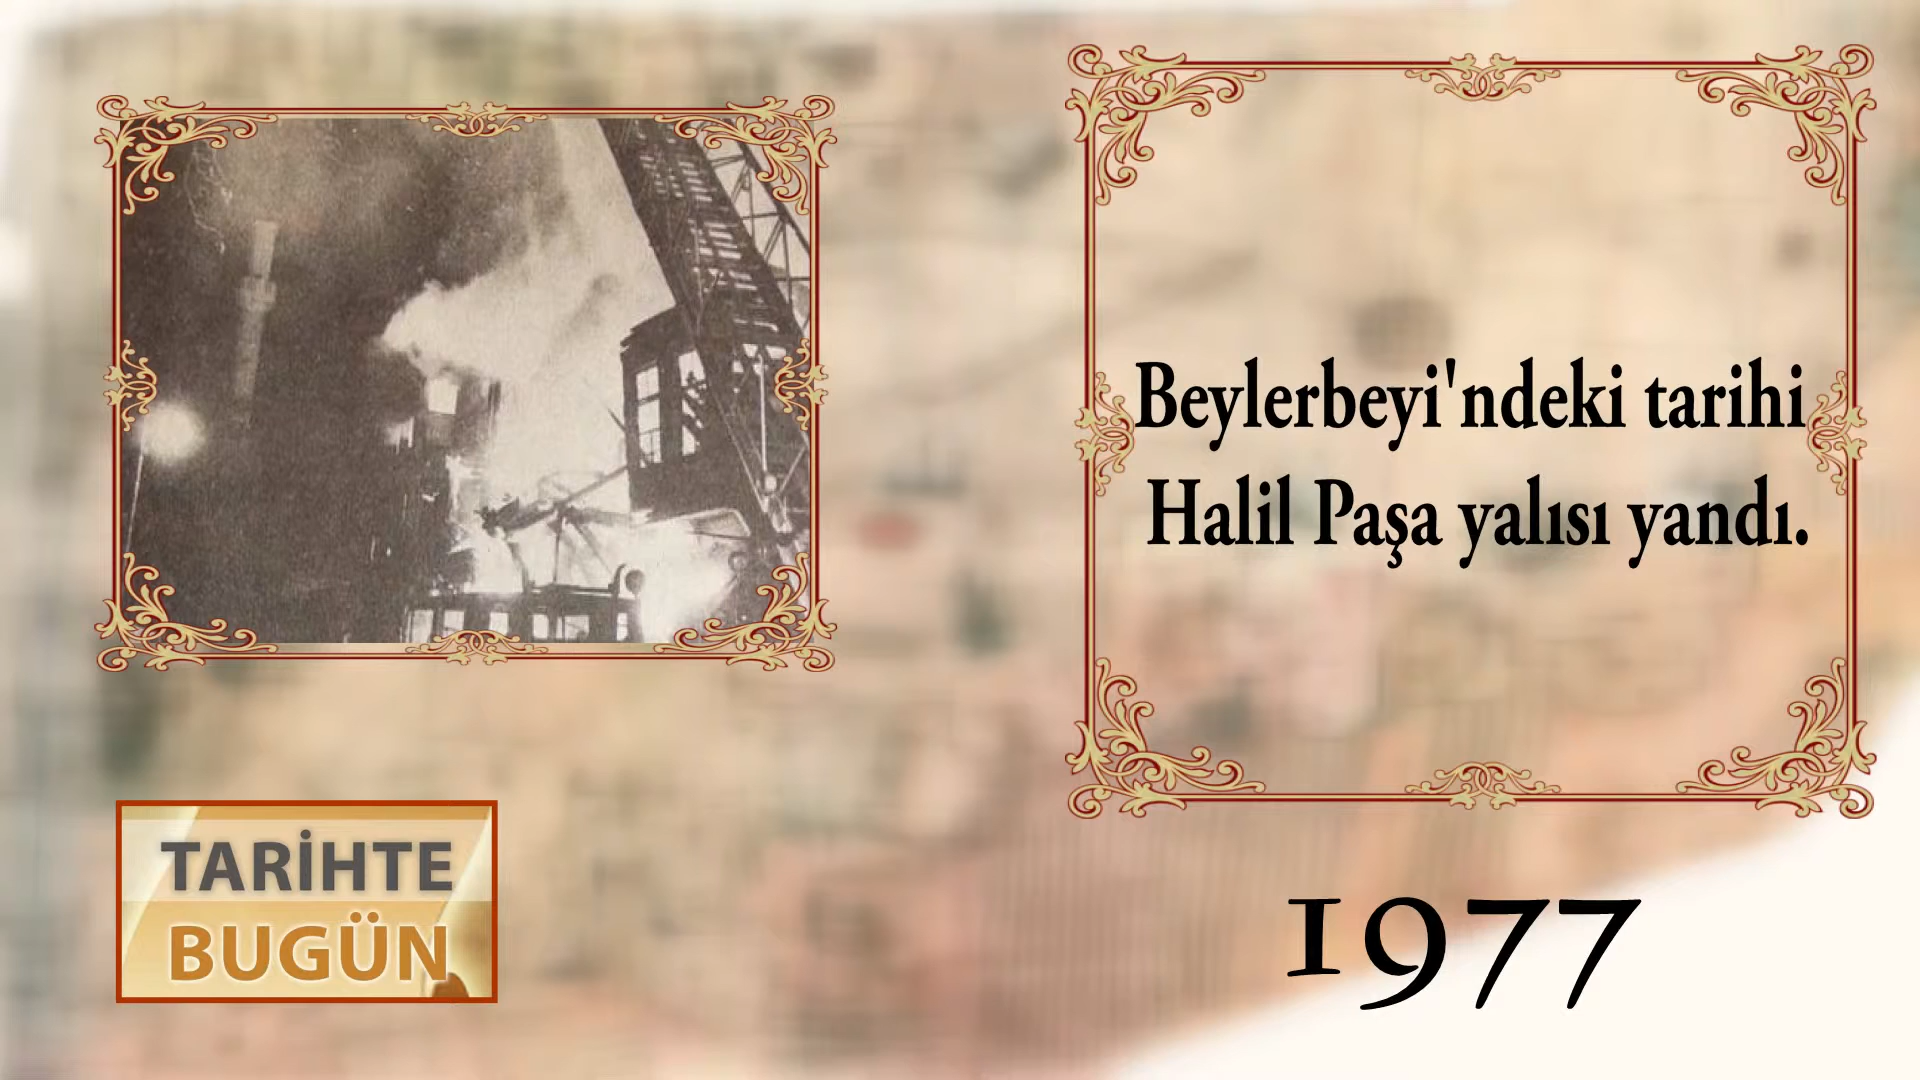 Beylerbeyi'ndeki tarihi
Halil Paşa yalısı yandı.
TARİHTE
BUGÜN
1977